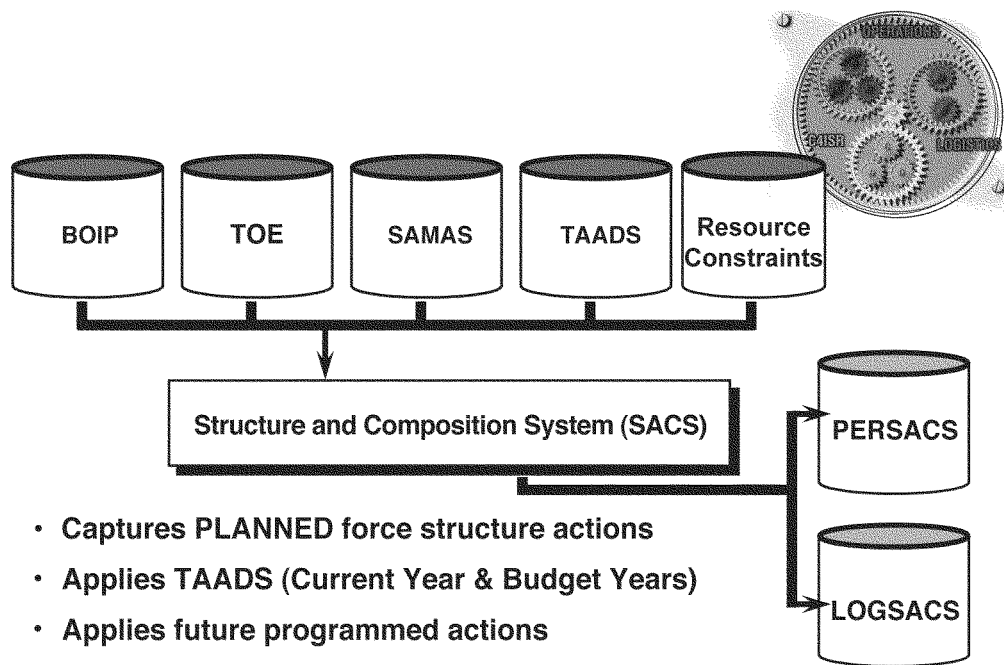 OPERATIONS
C4ISR
LOGISTICS
BOIP
TOE
SAMAS
TAADS
Resource
Constraints
Structure and Composition System (SACS)
PERSACS
LOGSACS
· Captures PLANNED force structure actions
· Applies TAADS (Current Year & Budget Years)
· Applies future programmed actions